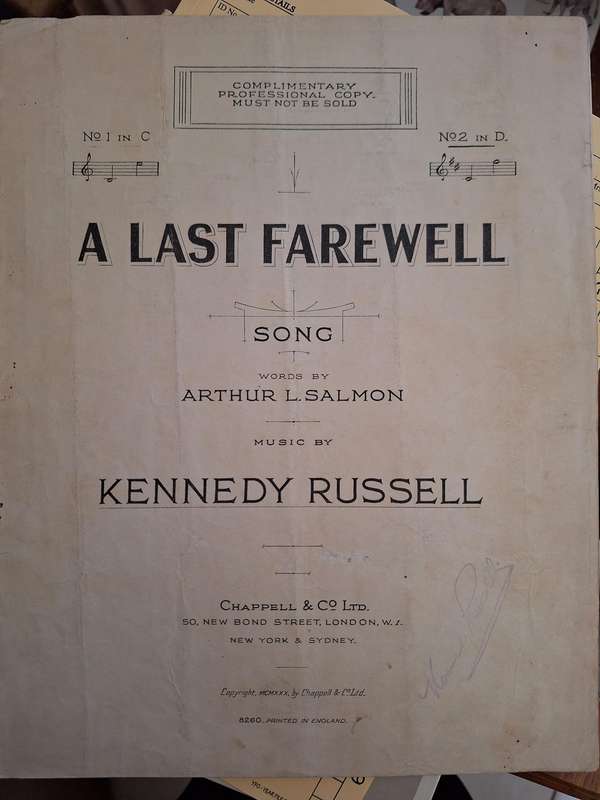 COMPLIMENTARY
PROFESSIONAL COPY.
MUST NOT BE SOLD
No 1 IN C
No 2 IN D.
A LAST FAREWELL
SONG
WORDS BY
ARTHUR L. SALMON
MUSIC BY
KENNEDY RUSSELL
CHAPPELL & CO LTD.
50, NEW BOND STREET, LONDON, W.1.
NEW YORK & SYDNEY.
Copyright, MCMXXX, by Chappell & Co Ltd.
8260. PRINTED IN ENGLAND.